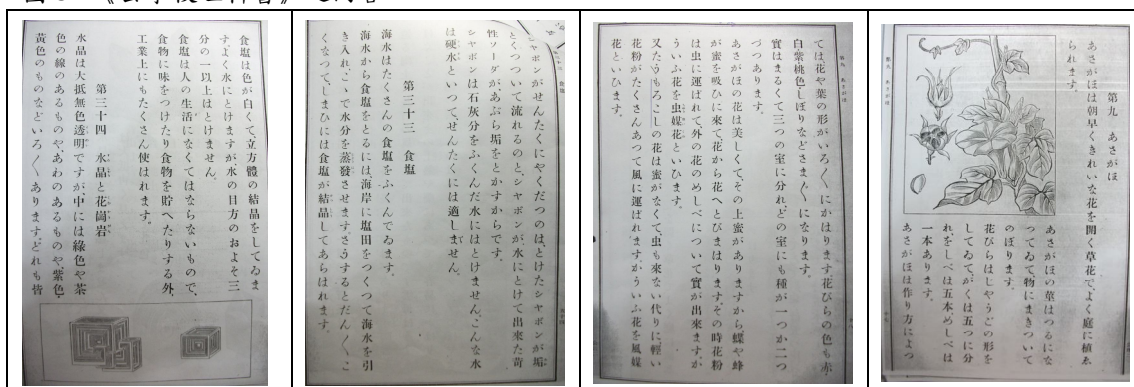 第九　あさがほ
あさがほは朝早くきれいな花を開く草花で、よく庭に植ゑ
られます。
あさがほの莖はつるにな
つてゐて物にまきついて
のぼります。
花びらはじやうごの形を
してゐて、がくは五つに分
れ、をしべは五本めしべは
一本あります。
あさがほは作り方によつ
ては花や葉の形がいろ〱にかはります。花びらの色も赤
白紫桃色しぼりなどさま〲になります。
實はまるくて三つの室に分れ、どの室にも種が一つか二つ
づつあります。
あさがほの花は美しくて、その上蜜がありますから蝶や蜂
が蜜を吸ひに來て花から花へとびまはります。その時花粉
は虫に運ばれて外の花のめしべについて實が出來ます。か
ういふ花を虫媒花といひます。
又たうもろこしの花は蜜がなくて、虫も來ない代りに輕い
花粉がたくさんあつて風に運ばれます。かういふ花を風媒
花といひます。
シヤボンがせんたくにやくだつのは、とけたシヤボンが垢
とくつついて流れるのと、シヤボンが、水にとけて出來た苛
性ソーダが、あぶら垢をとかすからです。
シヤボンは石灰分をふくんだ水にはとけません。こんな水
は硬水といつて、せんたくには適しません。
第三十三　食塩
海水はたくさんの食塩をふくんでゐます。
海水から食塩をとるには、海岸に塩田をつくつて海水を引
き入れ、こゝで水分を蒸發させます。さうするとだん〱こ
くなつてしまひには食塩が結晶してあらはれます。
食塩は色が白くて、立方體の結晶をしてゐま
すよく水にとけますが、水の目方のおよそ三
分の一以上はとけません。
食塩は人の生活になくてはならないもので、
食物に味をつけたり食物を貯へたりする外、
工業上にもたくさん使はれます。
第三十四　水晶と花崗岩
水晶は大抵無色透明ですが、中には綠色や茶
色の線のあるものや、あわのあるものや、紫色、
黃色のものなどいろ〱あります。どれも皆